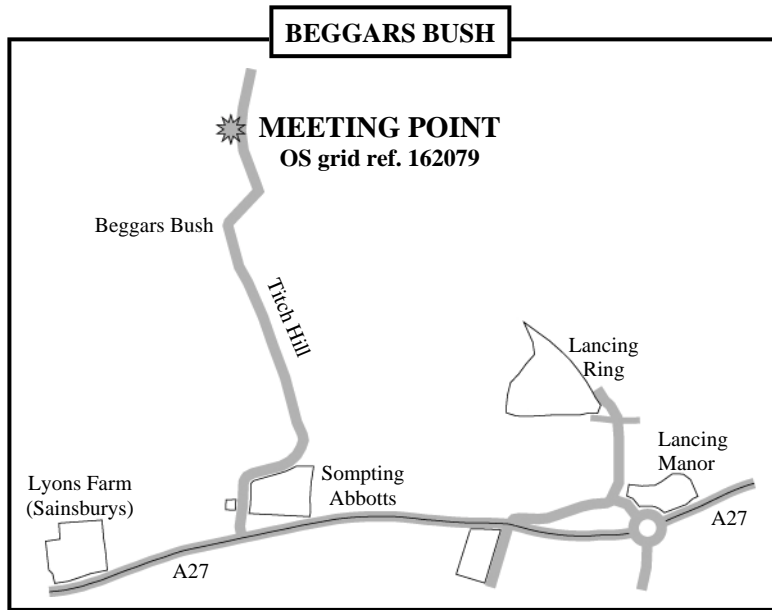 BEGGARS BUSH
MEETING POINT
OS grid ref. 162079
Beggars Bush
Titch Hill
Lancing
Ring
Lancing
Manor
Sompting
Abbotts
Lyons Farm
(Sainsburys)
A27
A27